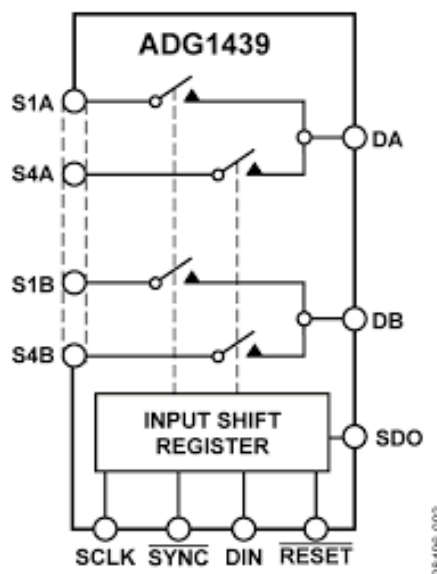 ADG1439
S1A
DA
S4A
S1B
DB
S4B
INPUT SHIFT
REGISTER
SDO
SCLK SYNC DIN RESET